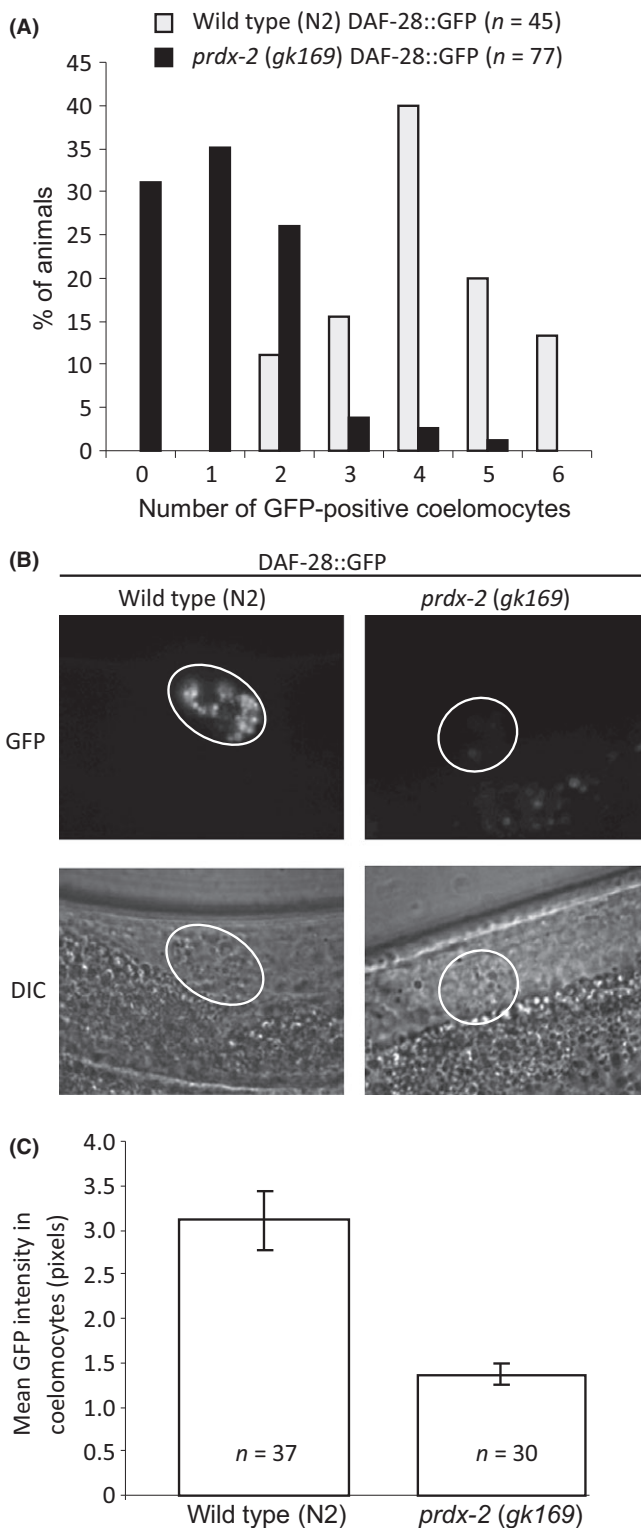 (A)
Wild type (N2) DAF-28::GFP (n = 45)
prdx-2 (gk169) DAF-28::GFP (n = 77)
% of animals
45
40
35
30
25
20
15
10
5
0
0 1 2 3 4 5 6
Number of GFP-positive coelomocytes
(B)
DAF-28::GFP
Wild type (N2) prdx-2 (gk169)
GFP
DIC
(C)
Mean GFP intensity in
coelomocytes (pixels)
4.0
3.5
3.0
2.5
2.0
1.5
1.0
0.5
0
n = 37 n = 30
Wild type (N2) prdx-2 (gk169)